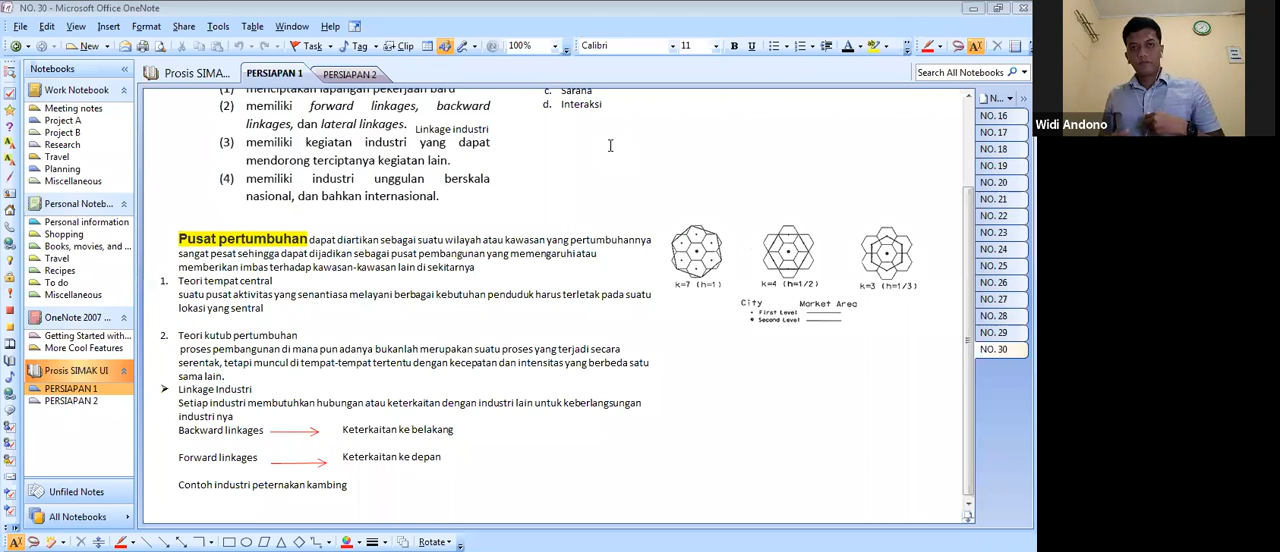 NO. 30 - Microsoft Office OneNote
File Edit View Insert Format Share Tools Table Window Help
New Task Tag Clip 100% Calibri 11 B U A
Notebooks
Prosis SIMA... PERSIAPAN 1 PERSIAPAN 2
Search All Notebooks
Work Notebook
Meeting notes
Project A
Project B
Research
Travel
Planning
Miscellaneous
Personal Noteb...
Personal information
Shopping
Books, movies, and ...
Travel
Recipes
To do
Miscellaneous
OneNote 2007 ...
Getting Started with...
More Cool Features
Prosis SIMAK UI
PERSIAPAN 1
PERSIAPAN 2
Unfiled Notes
All Notebooks
(1) menciptakan lapangan pekerjaan baru
(2) memiliki forward linkages, backward
linkages, dan lateral linkages.
Linkage industri
(3) memiliki kegiatan industri yang dapat
mendorong terciptanya kegiatan lain.
(4) memiliki industri unggulan berskala
nasional, dan bahkan internasional.
c. Sarana
d. Interaksi
Pusat pertumbuhan dapat diartikan sebagai suatu wilayah atau kawasan yang pertumbuhannya
sangat pesat sehingga dapat dijadikan sebagai pusat pembangunan yang memengaruhi atau
memberikan imbas terhadap kawasan-kawasan lain di sekitarnya
1. Teori tempat central
suatu pusat aktivitas yang senantiasa melayani berbagai kebutuhan penduduk harus terletak pada suatu
lokasi yang sentral
2. Teori kutub pertumbuhan
proses pembangunan di mana pun adanya bukanlah merupakan suatu proses yang terjadi secara
serentak, tetapi muncul di tempat-tempat tertentu dengan kecepatan dan intensitas yang berbeda satu
sama lain.
Linkage Industri
Setiap industri membutuhkan hubungan atau keterkaitan dengan industri lain untuk keberlangsungan
industri nya
Backward linkages Keterkaitan ke belakang
Forward linkages Keterkaitan ke depan
Contoh industri peternakan kambing
k=7 (h=1) k=4 (h=1/2) k=3 (h=1/3)
City Market Area
First Level
Second Level
N...
NO. 16
NO. 17
NO. 18
NO. 19
NO. 20
NO. 21
NO. 22
NO. 23
NO. 24
NO. 25
NO. 26
NO. 27
NO. 28
NO. 29
NO. 30
Rotate
Widi Andono